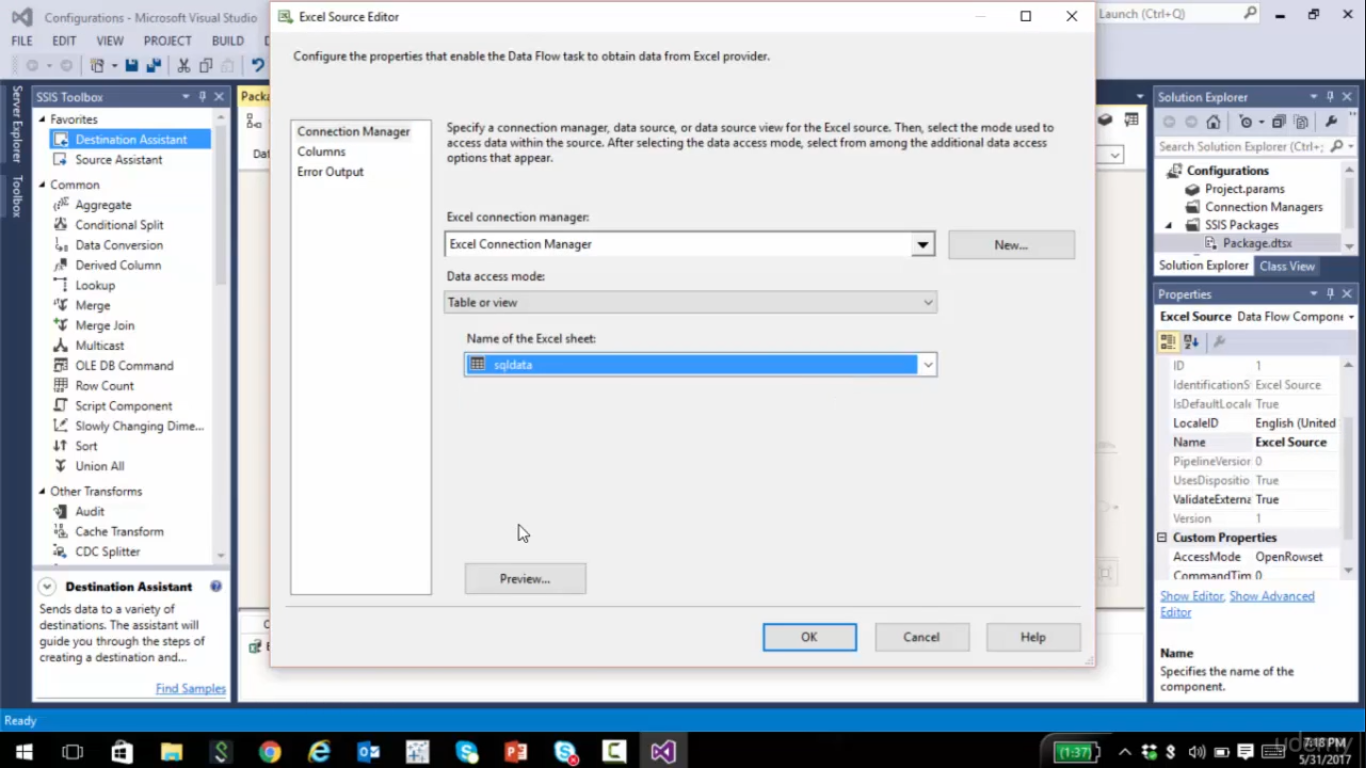 Configurations - Microsoft Visual Studio
Launch (Ctrl+Q)
FILE EDIT VIEW PROJECT BUILD
SSIS Toolbox
Server Explorer
Toolbox
Favorites
Destination Assistant
Source Assistant
Common
Aggregate
Conditional Split
Data Conversion
Derived Column
Lookup
Merge
Merge Join
Multicast
OLE DB Command
Row Count
Script Component
Slowly Changing Dime...
Sort
Union All
Other Transforms
Audit
Cache Transform
CDC Splitter
Destination Assistant
Sends data to a variety of
destinations. The assistant will
guide you through the steps of
creating a destination and...
Find Samples
Excel Source Editor
Configure the properties that enable the Data Flow task to obtain data from Excel provider.
Connection Manager
Columns
Error Output
Specify a connection manager, data source, or data source view for the Excel source. Then, select the mode used to
access data within the source. After selecting the data access mode, select from among the additional data access
options that appear.
Excel connection manager:
Excel Connection Manager
New...
Data access mode:
Table or view
Name of the Excel sheet:
sqldata
Preview...
OK Cancel Help
Solution Explorer
Search Solution Explorer (Ctrl+;
Configurations
Project.params
Connection Managers
SSIS Packages
Package.dtsx
Solution Explorer Class View
Properties
Excel Source Data Flow Compone
ID 1
IdentificationS Excel Source
IsDefaultLocale True
LocaleID English (United
Name Excel Source
PipelineVersion 0
UsesDispositio True
ValidateExterna True
Version 1
Custom Properties
AccessMode OpenRowset
CommandTim 0
Show Editor, Show Advanced
Editor
Name
Specifies the name of the
component.
Ready
(1:37)
udemy
7:18 PM
5/31/2017